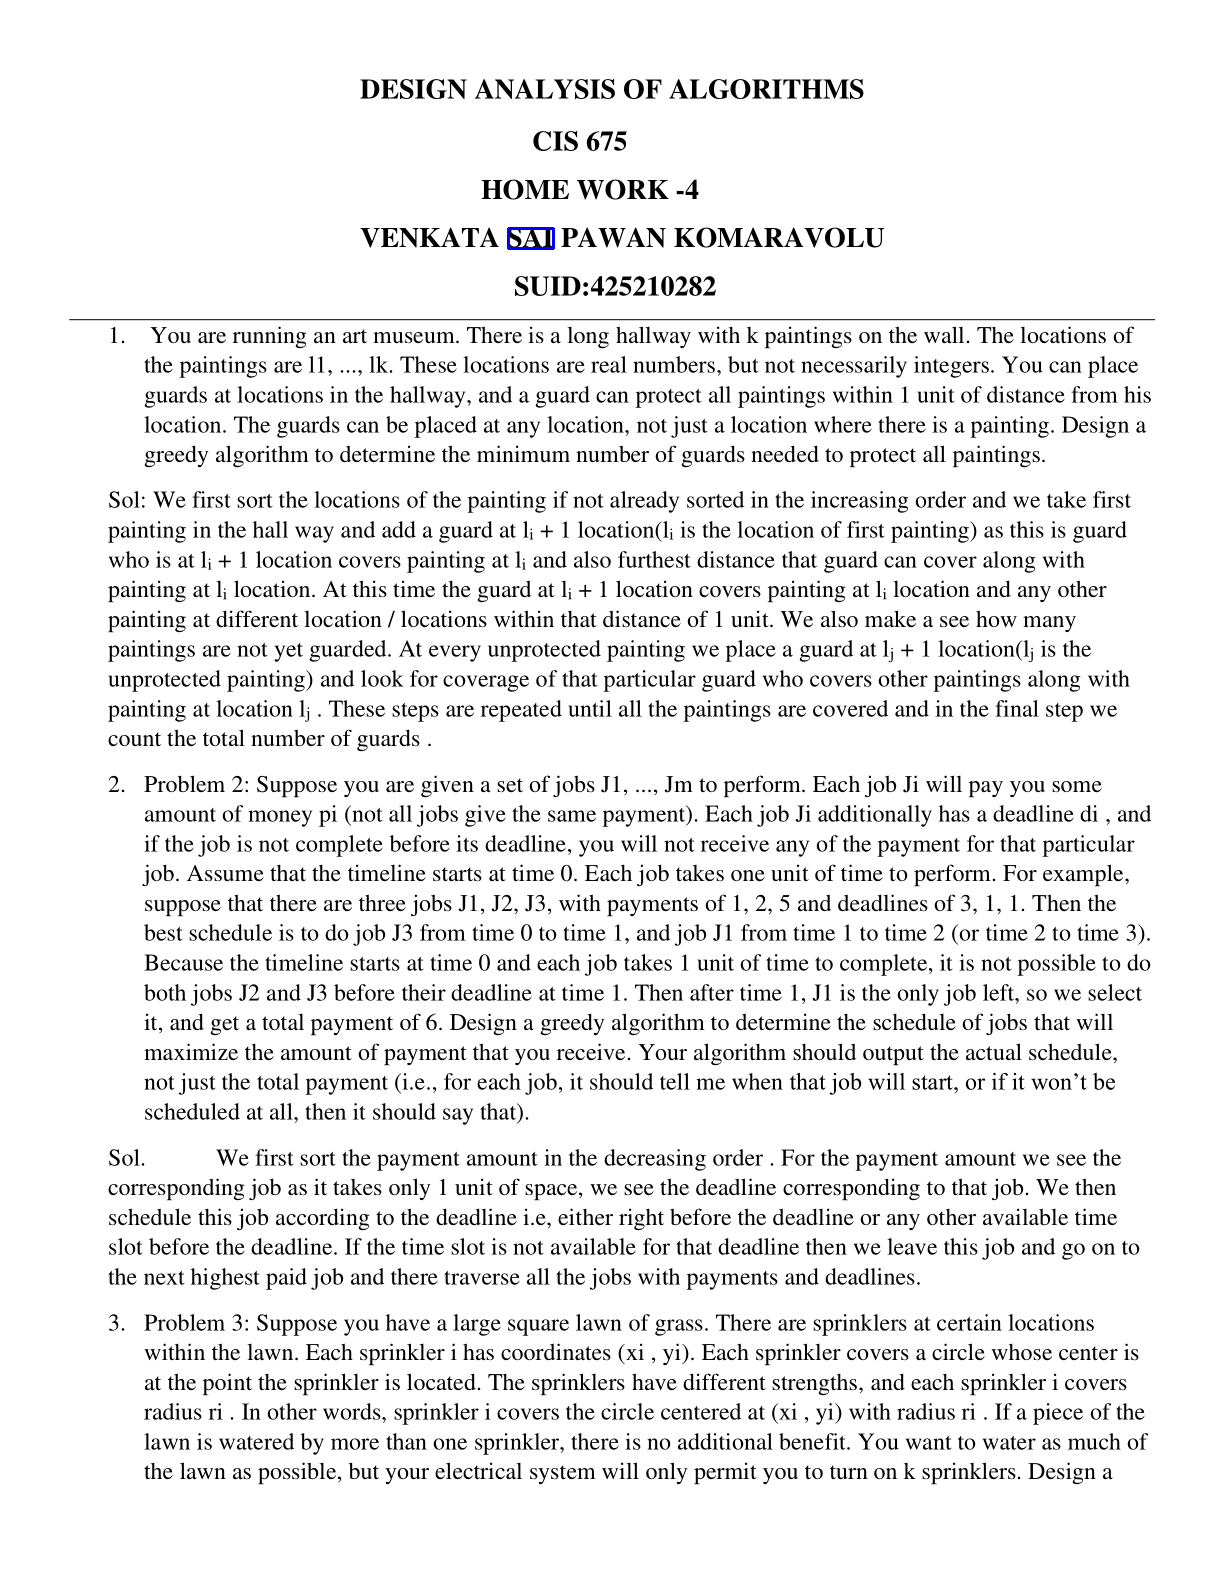 DESIGN ANALYSIS OF ALGORITHMS
CIS 675
HOME WORK -4
VENKATA SAI PAWAN KOMARAVOLU
SUID:425210282
1. You are running an art museum. There is a long hallway with k paintings on the wall. The locations of
the paintings are l1, ..., lk. These locations are real numbers, but not necessarily integers. You can place
guards at locations in the hallway, and a guard can protect all paintings within 1 unit of distance from his
location. The guards can be placed at any location, not just a location where there is a painting. Design a
greedy algorithm to determine the minimum number of guards needed to protect all paintings.
Sol: We first sort the locations of the painting if not already sorted in the increasing order and we take first
painting in the hall way and add a guard at li + 1 location(li is the location of first painting) as this is guard
who is at li + 1 location covers painting at li and also furthest distance that guard can cover along with
painting at li location. At this time the guard at li + 1 location covers painting at li location and any other
painting at different location / locations within that distance of 1 unit. We also make a see how many
paintings are not yet guarded. At every unprotected painting we place a guard at lj + 1 location(lj is the
unprotected painting) and look for coverage of that particular guard who covers other paintings along with
painting at location lj . These steps are repeated until all the paintings are covered and in the final step we
count the total number of guards .
2. Problem 2: Suppose you are given a set of jobs J1, ..., Jm to perform. Each job Ji will pay you some
amount of money pi (not all jobs give the same payment). Each job Ji additionally has a deadline di , and
if the job is not complete before its deadline, you will not receive any of the payment for that particular
job. Assume that the timeline starts at time 0. Each job takes one unit of time to perform. For example,
suppose that there are three jobs J1, J2, J3, with payments of 1, 2, 5 and deadlines of 3, 1, 1. Then the
best schedule is to do job J3 from time 0 to time 1, and job J1 from time 1 to time 2 (or time 2 to time 3).
Because the timeline starts at time 0 and each job takes 1 unit of time to complete, it is not possible to do
both jobs J2 and J3 before their deadline at time 1. Then after time 1, J1 is the only job left, so we select
it, and get a total payment of 6. Design a greedy algorithm to determine the schedule of jobs that will
maximize the amount of payment that you receive. Your algorithm should output the actual schedule,
not just the total payment (i.e., for each job, it should tell me when that job will start, or if it won’t be
scheduled at all, then it should say that).
Sol. We first sort the payment amount in the decreasing order . For the payment amount we see the
corresponding job as it takes only 1 unit of space, we see the deadline corresponding to that job. We then
schedule this job according to the deadline i.e, either right before the deadline or any other available time
slot before the deadline. If the time slot is not available for that deadline then we leave this job and go on to
the next highest paid job and there traverse all the jobs with payments and deadlines.
3. Problem 3: Suppose you have a large square lawn of grass. There are sprinklers at certain locations
within the lawn. Each sprinkler i has coordinates (xi , yi). Each sprinkler covers a circle whose center is
at the point the sprinkler is located. The sprinklers have different strengths, and each sprinkler i covers
radius ri . In other words, sprinkler i covers the circle centered at (xi , yi) with radius ri . If a piece of the
lawn is watered by more than one sprinkler, there is no additional benefit. You want to water as much of
the lawn as possible, but your electrical system will only permit you to turn on k sprinklers. Design a